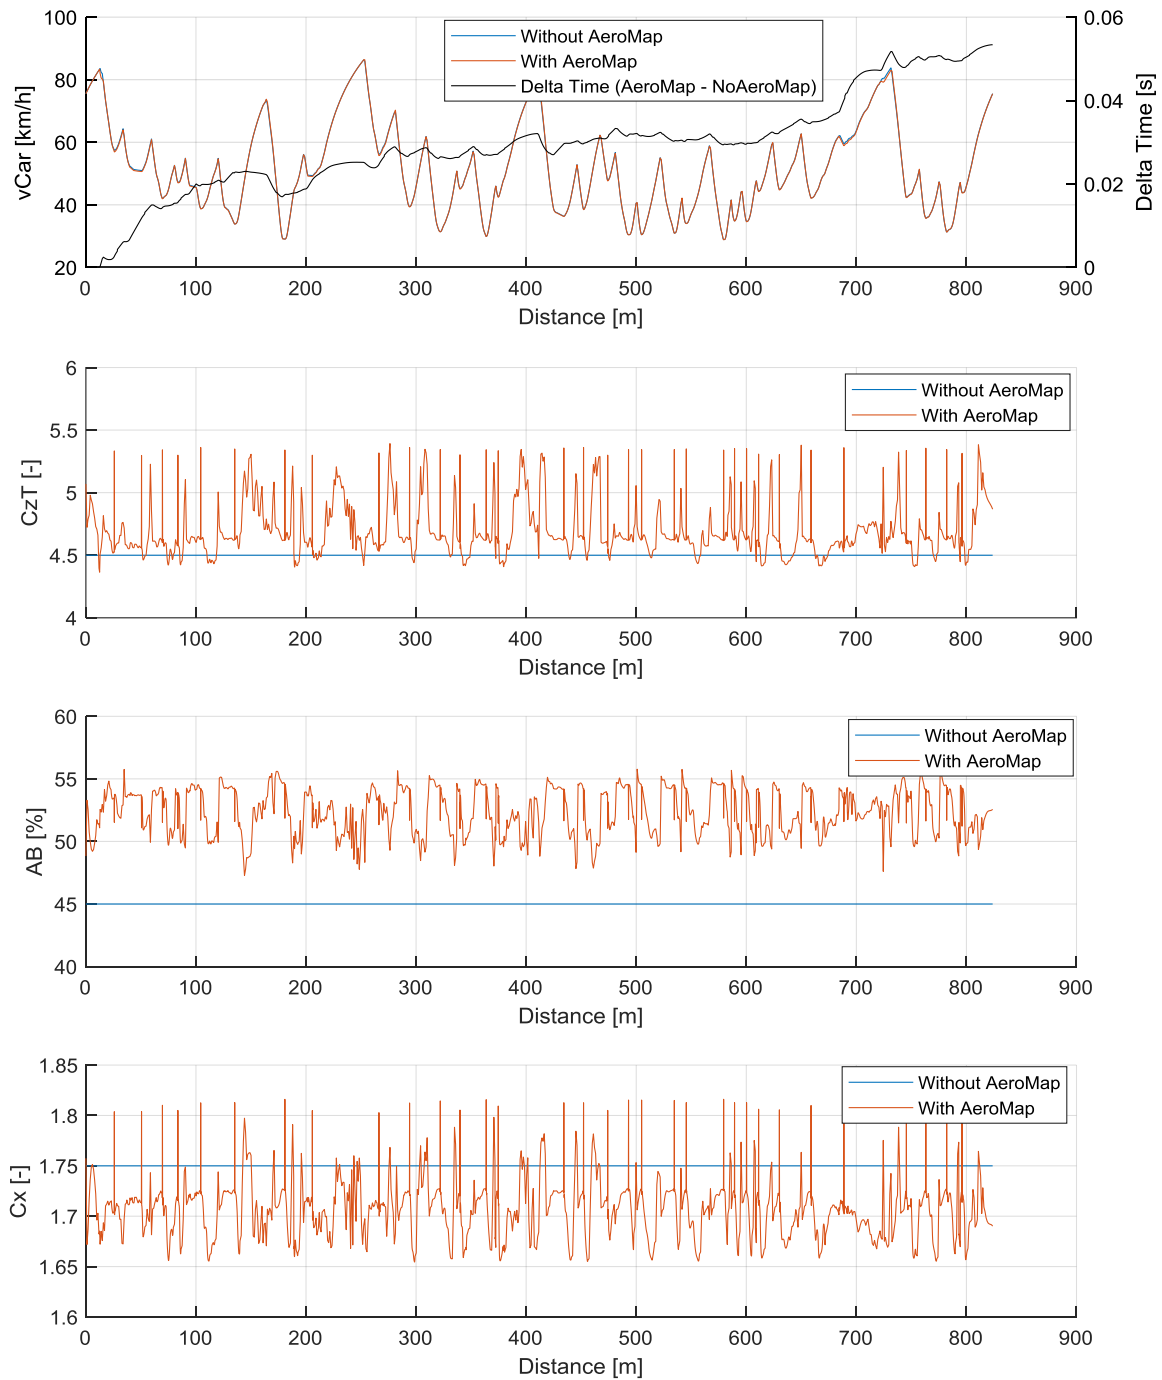 100
80
60
40
20
vCar [km/h]
Without AeroMap
With AeroMap
Delta Time (AeroMap - NoAeroMap)
0.06
0.04
0.02
0
Delta Time [s]
0 100 200 300 400 500 600 700 800 900
Distance [m]
6
5.5
5
4.5
4
CzT [-]
Without AeroMap
With AeroMap
0 100 200 300 400 500 600 700 800 900
Distance [m]
60
55
50
45
40
AB [%]
Without AeroMap
With AeroMap
0 100 200 300 400 500 600 700 800 900
Distance [m]
1.85
1.8
1.75
1.7
1.65
1.6
Cx [-]
Without AeroMap
With AeroMap
0 100 200 300 400 500 600 700 800 900
Distance [m]